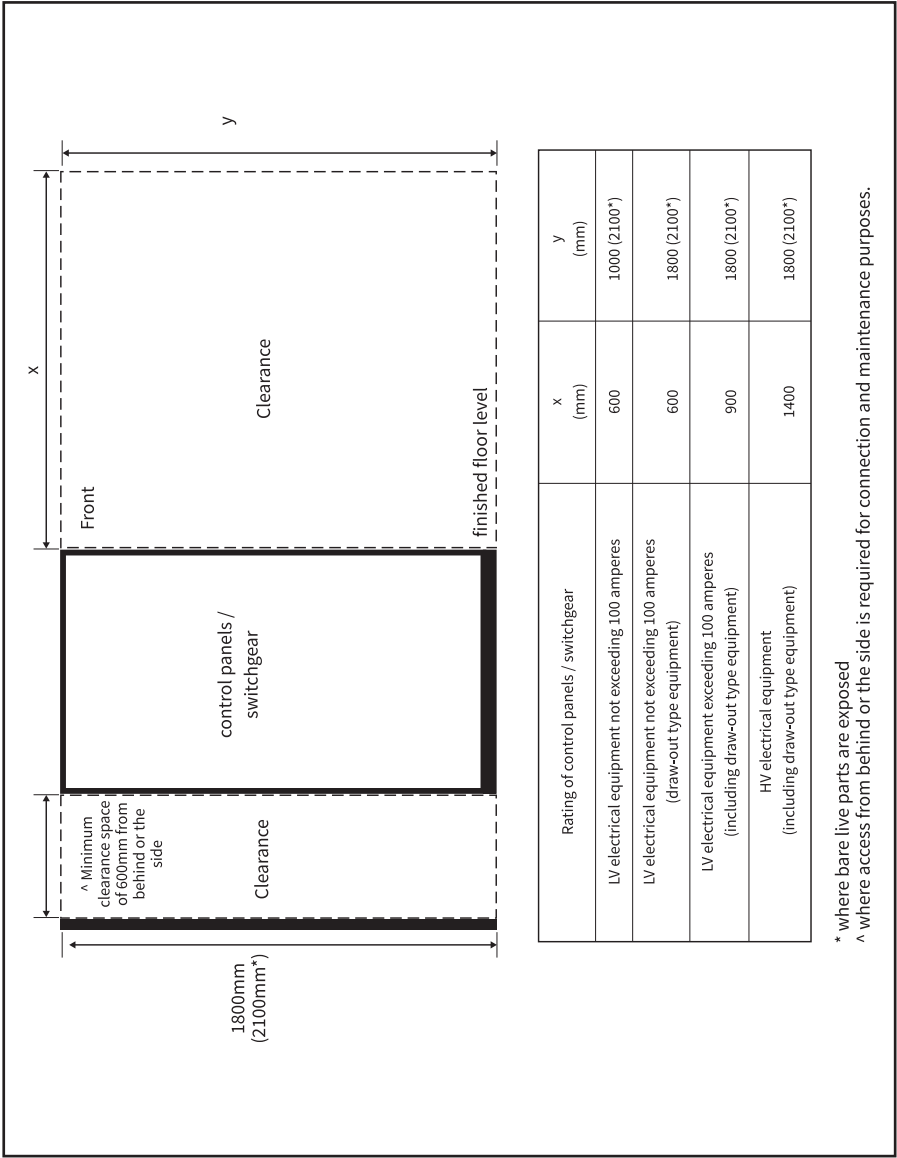 x
y
Front
Clearance
finished floor level
control panels /
switchgear
^ Minimum
clearance space
of 600mm from
behind or the
side
Clearance
1800mm
(2100mm*)
Rating of control panels / switchgear
x
(mm)
y
(mm)
LV electrical equipment not exceeding 100 amperes
600
1000 (2100*)
LV electrical equipment not exceeding 100 amperes
(draw-out type equipment)
600
1800 (2100*)
LV electrical equipment exceeding 100 amperes
(including draw-out type equipment)
900
1800 (2100*)
HV electrical equipment
(including draw-out type equipment)
1400
1800 (2100*)
* where bare live parts are exposed
^ where access from behind or the side is required for connection and maintenance purposes.